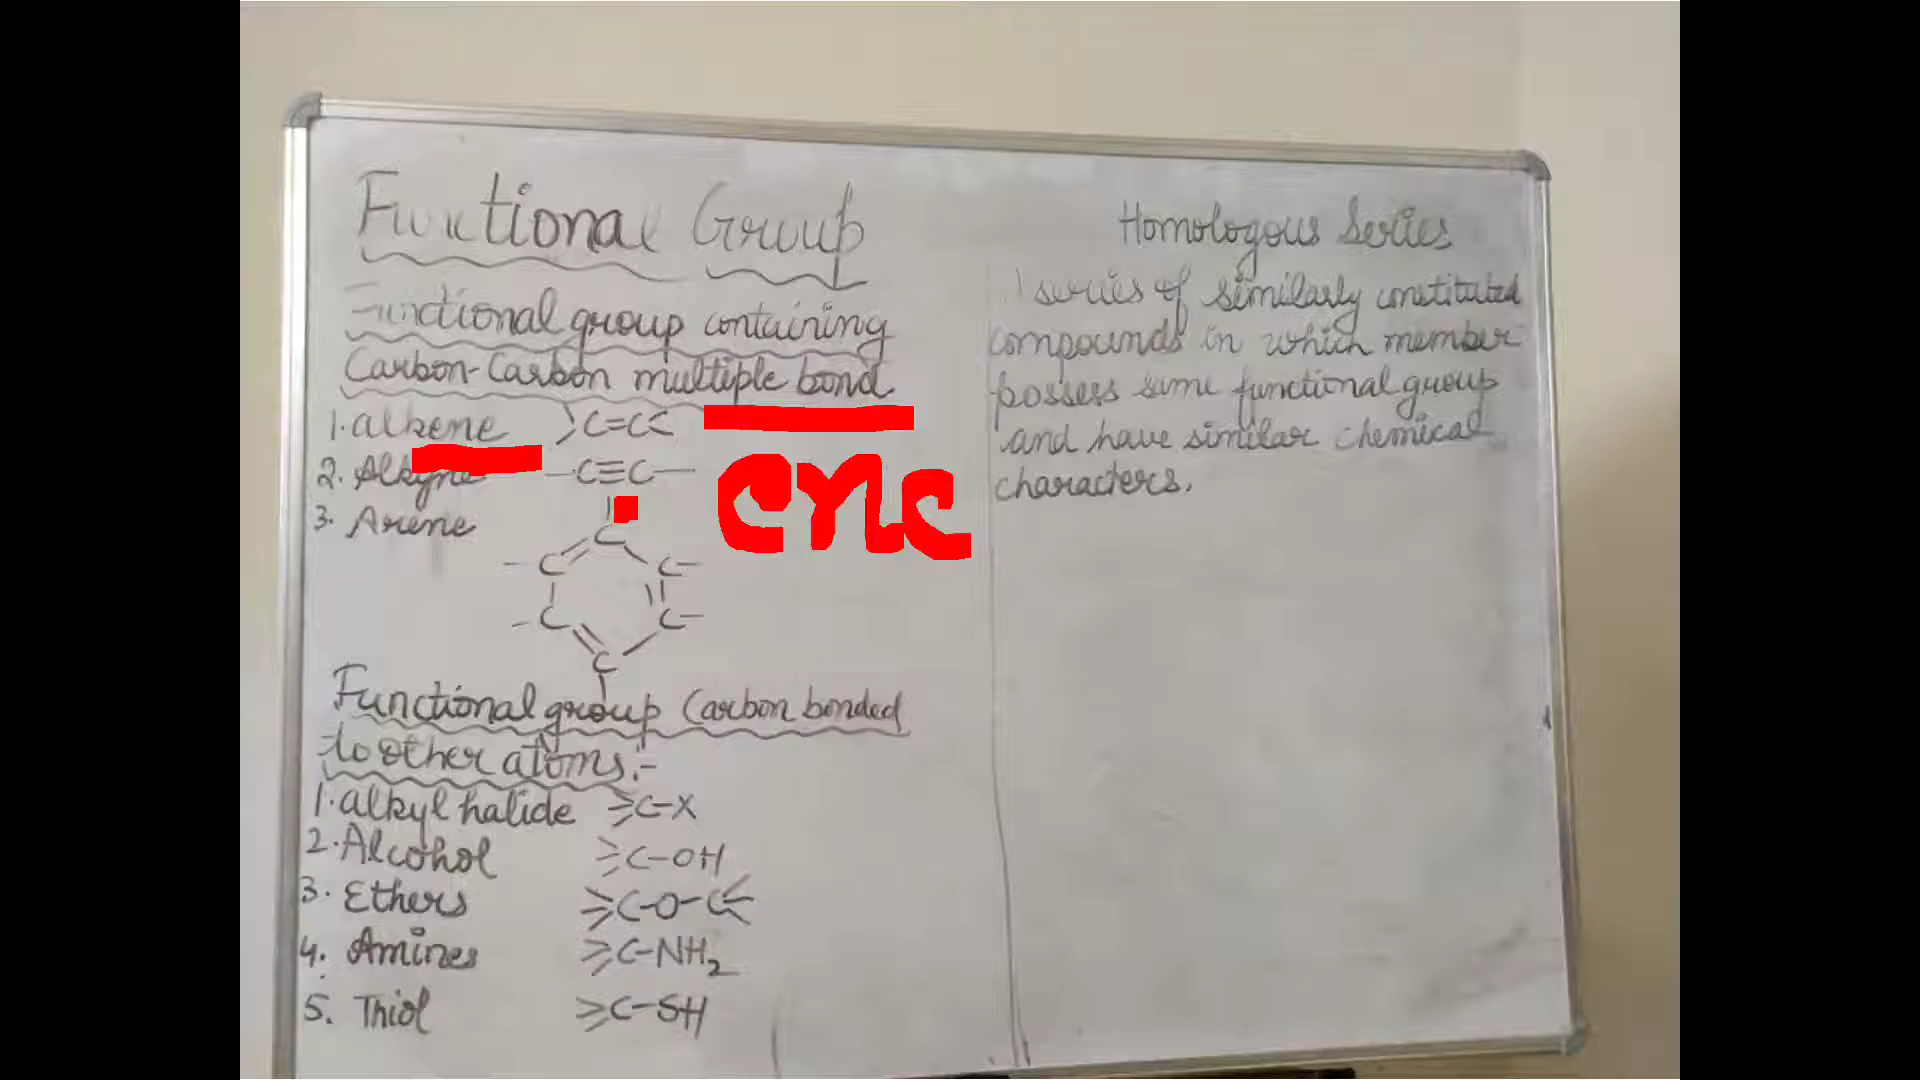 Functional Group
Functional group containing
Carbon-Carbon multiple bond
1. alkene >C=C<
2. Alkyne -C≡C-
3. Arene
C
C C-
C C-
C
Functional group Carbon bonded
to other atoms:-
1. alkyl halide C-X
2. Alcohol C-OH
3. Ethers C-O-C
4. Amines C-NH₂
5. Thiol C-SH
Homologous Series
series of similarly constituted
compounds in which member
possess same functional group
and have similar chemical
characters.